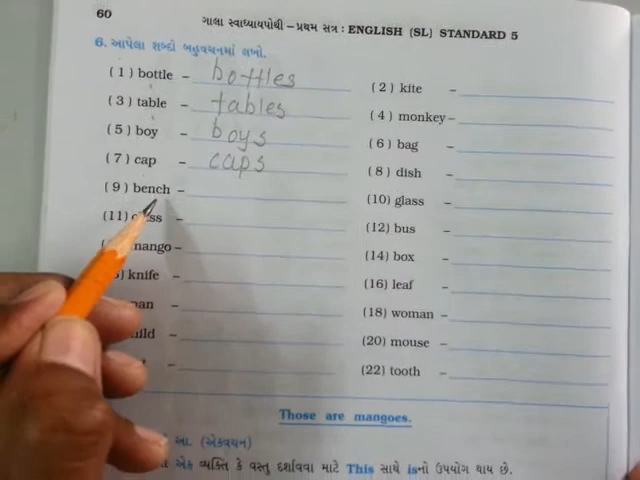 60
ગાલા સ્વાધ્યાયપોથી – પ્રથમ સત્ર : ENGLISH (SL) STANDARD 5
6. આપેલા શબ્દો બહુવચનમાં લખો.
( 1 ) bottle – bottles
( 2 ) kite –
( 3 ) table – tables
( 4 ) monkey –
( 5 ) boy – boys
( 6 ) bag –
( 7 ) cap – caps
( 8 ) dish –
( 9 ) bench –
(10) glass –
(11)
(12) bus –
mango –
(14) box –
knife –
(16) leaf –
(18) woman –
(20) mouse –
(22) tooth –
Those are mangoes.
આ. (એકવચન)
એક વ્યક્તિ કે વસ્તુ દર્શાવવા માટે This સાથે isનો ઉપયોગ થાય છે.